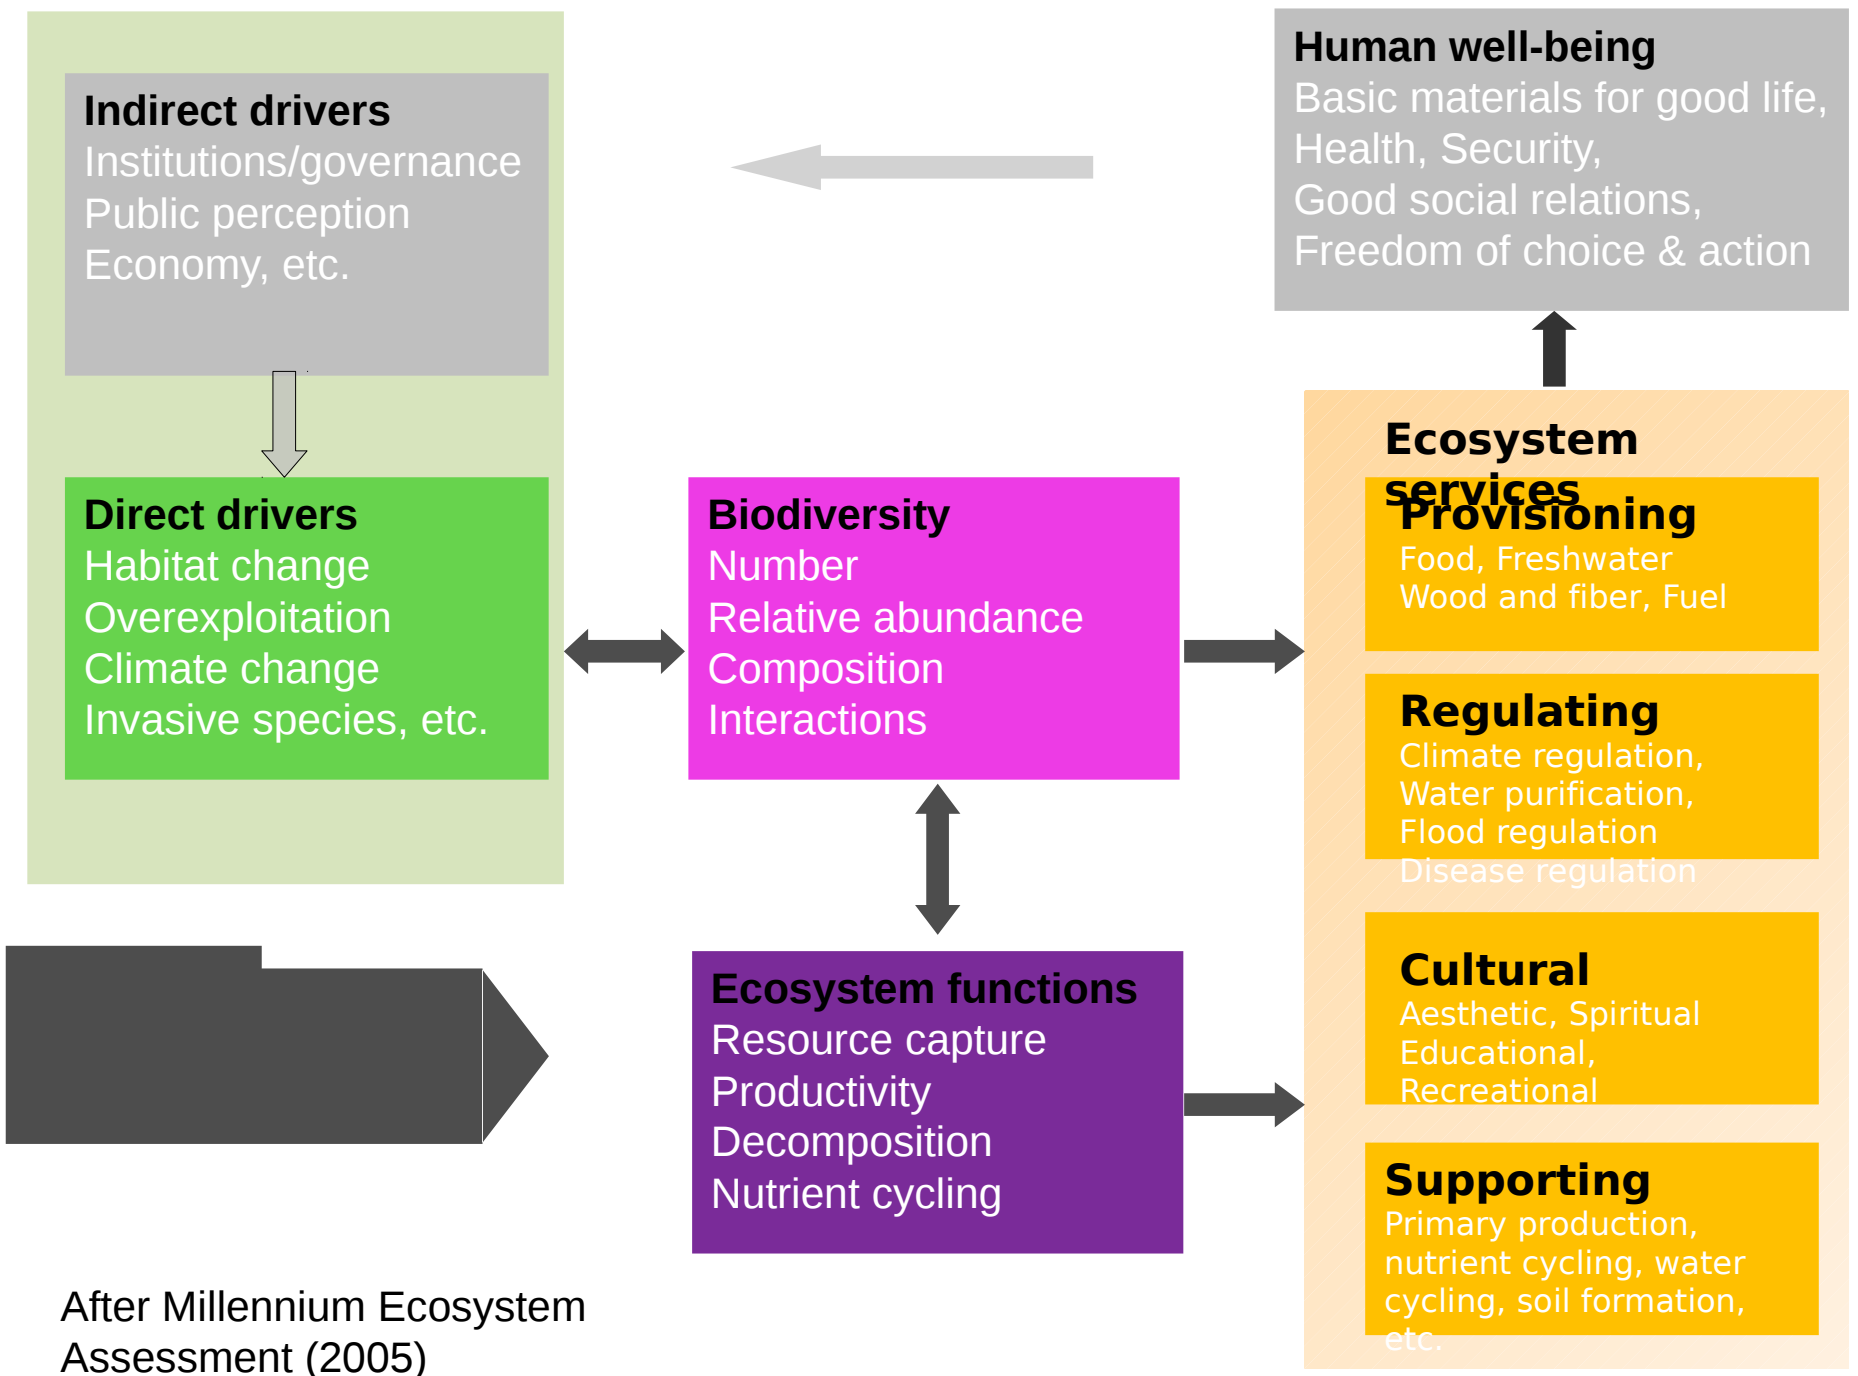 Indirect drivers
Institutions/governance
Public perception
Economy, etc.
Direct drivers
Habitat change
Overexploitation
Climate change
Invasive species, etc.
Biodiversity
Number
Relative abundance
Composition
Interactions
Ecosystem functions
Resource capture
Productivity
Decomposition
Nutrient cycling
Human well-being
Basic materials for good life,
Health, Security,
Good social relations,
Freedom of choice & action
Ecosystem
services
Provisioning
Food, Freshwater
Wood and fiber, Fuel
Regulating
Climate regulation,
Water purification,
Flood regulation
Disease regulation
Cultural
Aesthetic, Spiritual
Educational,
Recreational
Supporting
Primary production,
nutrient cycling, water
cycling, soil formation,
etc.
After Millennium Ecosystem
Assessment (2005)